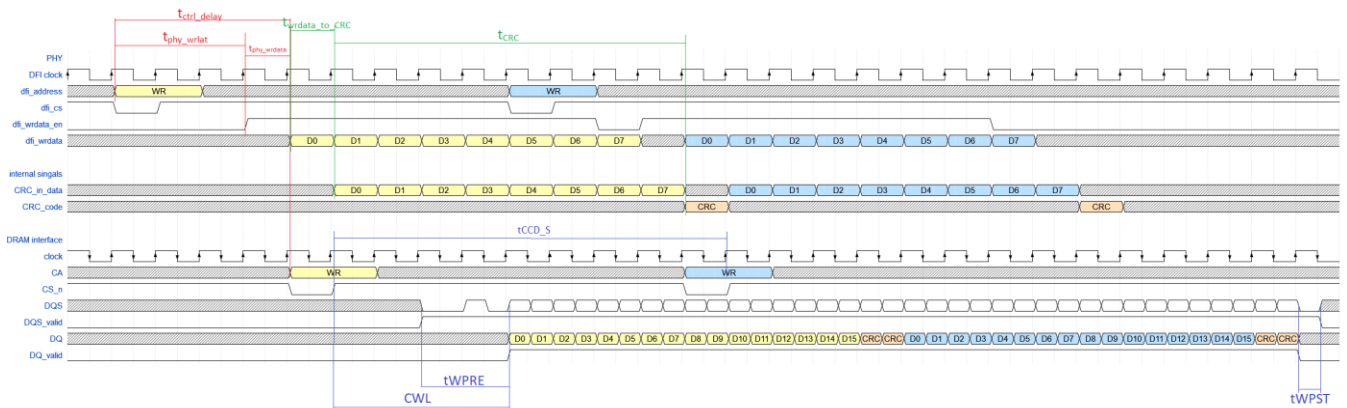 t_ctrl_delay
t_wrdata_to_CRC
t_phy_wrlat
t_phy_wrdata
t_CRC
PHY
DFI clock
dfi_address WR WR
dfi_cs
dfi_wrdata_en
dfi_wrdata D0 D1 D2 D3 D4 D5 D6 D7 D0 D1 D2 D3 D4 D5 D6 D7
internal singals
CRC_in_data D0 D1 D2 D3 D4 D5 D6 D7 D0 D1 D2 D3 D4 D5 D6 D7
CRC_code CRC CRC
DRAM interface
tCCD_S
clock
CA WR WR
CS_n
DQS
DQS_valid
DQ D0 D1 D2 D3 D4 D5 D6 D7 D8 D9 D10 D11 D12 D13 D14 D15 CRC CRC D0 D1 D2 D3 D4 D5 D6 D7 D8 D9 D10 D11 D12 D13 D14 D15 CRC CRC
DQ_valid
tWPRE
CWL
tWPST